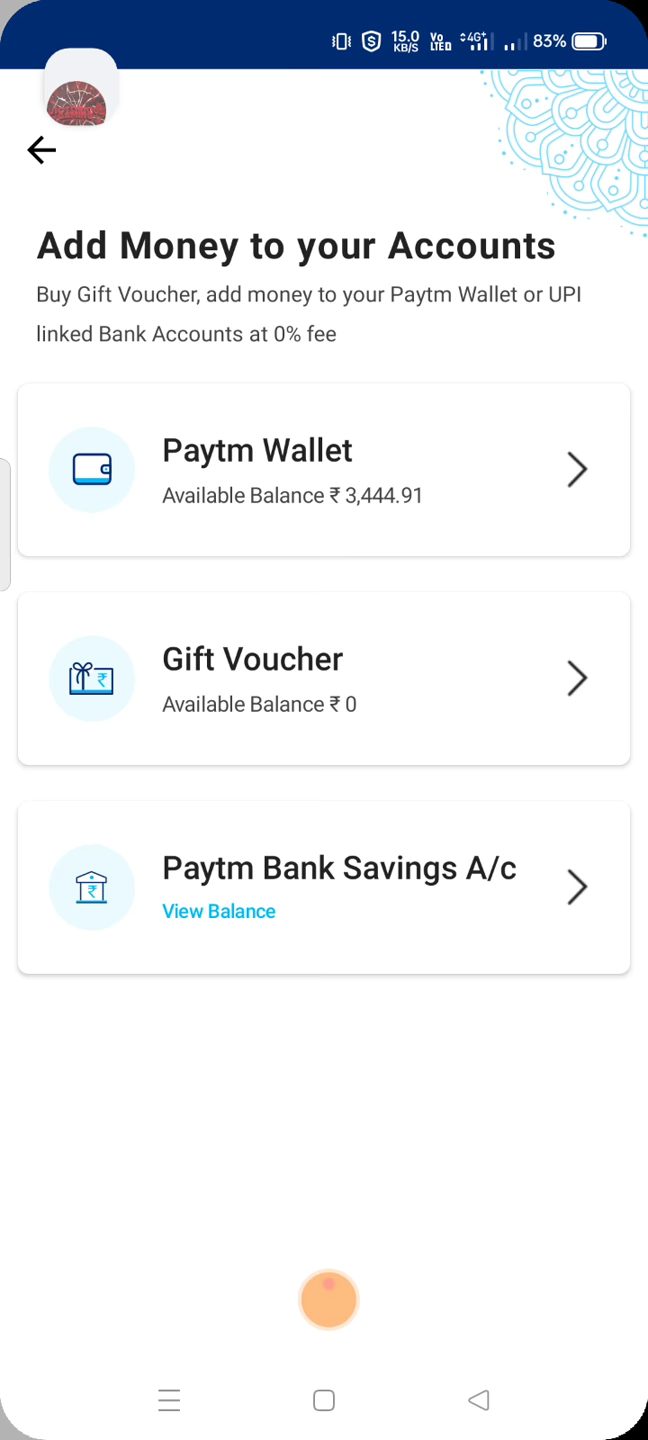 15.0
KB/S
Vo
LTED
4G+
83%
Add Money to your Accounts
Buy Gift Voucher, add money to your Paytm Wallet or UPI
linked Bank Accounts at 0% fee
Paytm Wallet
Available Balance ₹ 3,444.91
Gift Voucher
Available Balance ₹ 0
Paytm Bank Savings A/c
View Balance